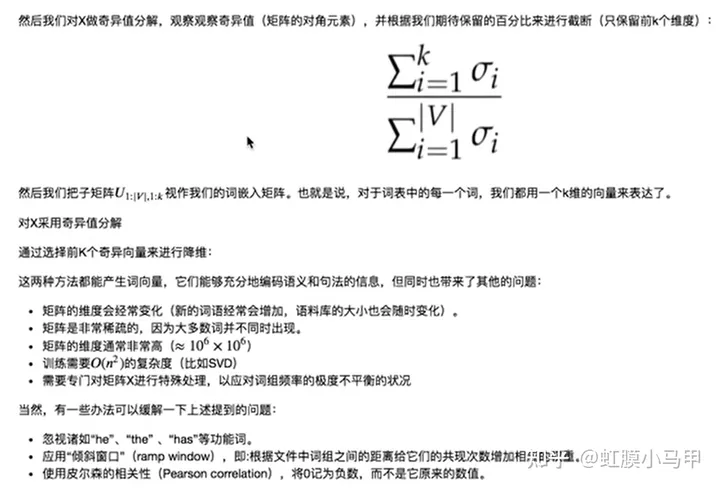 然后我们对X做奇异值分解，观察观察奇异值（矩阵的对角元素），并根据我们期待保留的百分比来进行截断（只保留前k个维度）：
$\frac{\sum_{i=1}^{k} \sigma_i}{\sum_{i=1}^{|V|} \sigma_i}$
然后我们把子矩阵$U_{1:|V|,1:k}$视作我们的词嵌入矩阵。也就是说，对于词表中的每一个词，我们都用一个k维的向量来表达了。
对X采用奇异值分解
通过选择前K个奇异向量来进行降维：
这两种方法都能产生词向量，它们能够充分地编码语义和句法的信息，但同时也带来了其他的问题：
• 矩阵的维度会经常变化（新的词语经常会增加，语料库的大小也会随时变化）。
• 矩阵是非常稀疏的，因为大多数词并不同时出现。
• 矩阵的维度通常非常高（≈ 10⁶ × 10⁶）
• 训练需要O(n²)的复杂度（比如SVD）
• 需要专门对矩阵X进行特殊处理，以应对词组频率的极度不平衡的状况
当然，有一些办法可以缓解一下上述提到的问题：
• 忽视诸如“he”、“the” 、“has”等功能词。
• 应用“倾斜窗口”（ramp window），即:根据文件中词组之间的距离给它们的共现次数增加相应的权重。
• 使用皮尔森的相关性（Pearson correlation），将0记为负数，而不是它原来的数值。
知乎 @虹膜小马甲